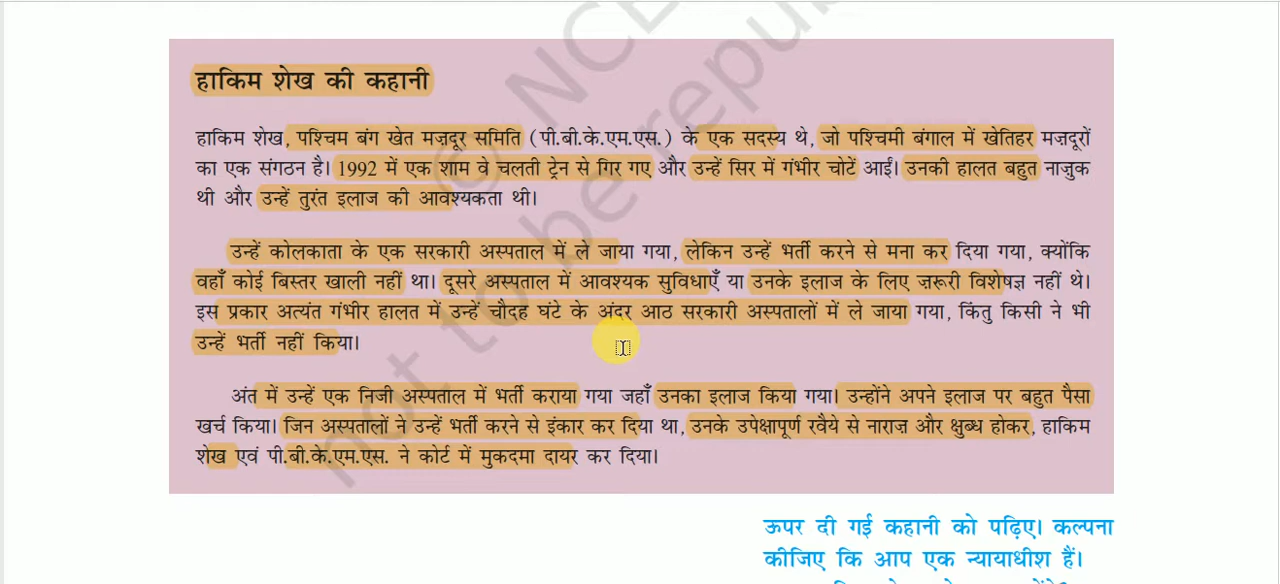 हाकिम शेख की कहानी
हाकिम शेख, पश्चिम बंग खेत मज़दूर समिति (पी.बी.के.एम.एस.) के एक सदस्य थे, जो पश्चिमी बंगाल में खेतिहर मज़दूरों
का एक संगठन है। 1992 में एक शाम वे चलती ट्रेन से गिर गए और उन्हें सिर में गंभीर चोटें आईं। उनकी हालत बहुत नाज़ुक
थी और उन्हें तुरंत इलाज की आवश्यकता थी।
उन्हें कोलकाता के एक सरकारी अस्पताल में ले जाया गया, लेकिन उन्हें भर्ती करने से मना कर दिया गया, क्योंकि
वहाँ कोई बिस्तर खाली नहीं था। दूसरे अस्पताल में आवश्यक सुविधाएँ या उनके इलाज के लिए ज़रूरी विशेषज्ञ नहीं थे।
इस प्रकार अत्यंत गंभीर हालत में उन्हें चौदह घंटे के अंदर आठ सरकारी अस्पतालों में ले जाया गया, किंतु किसी ने भी
उन्हें भर्ती नहीं किया।
अंत में उन्हें एक निजी अस्पताल में भर्ती कराया गया जहाँ उनका इलाज किया गया। उन्होंने अपने इलाज पर बहुत पैसा
खर्च किया। जिन अस्पतालों ने उन्हें भर्ती करने से इंकार कर दिया था, उनके उपेक्षापूर्ण रवैये से नाराज़ और क्षुब्ध होकर, हाकिम
शेख एवं पी.बी.के.एम.एस. ने कोर्ट में मुकदमा दायर कर दिया।
ऊपर दी गई कहानी को पढ़िए। कल्पना
कीजिए कि आप एक न्यायाधीश हैं।
© NCE
not to be republ